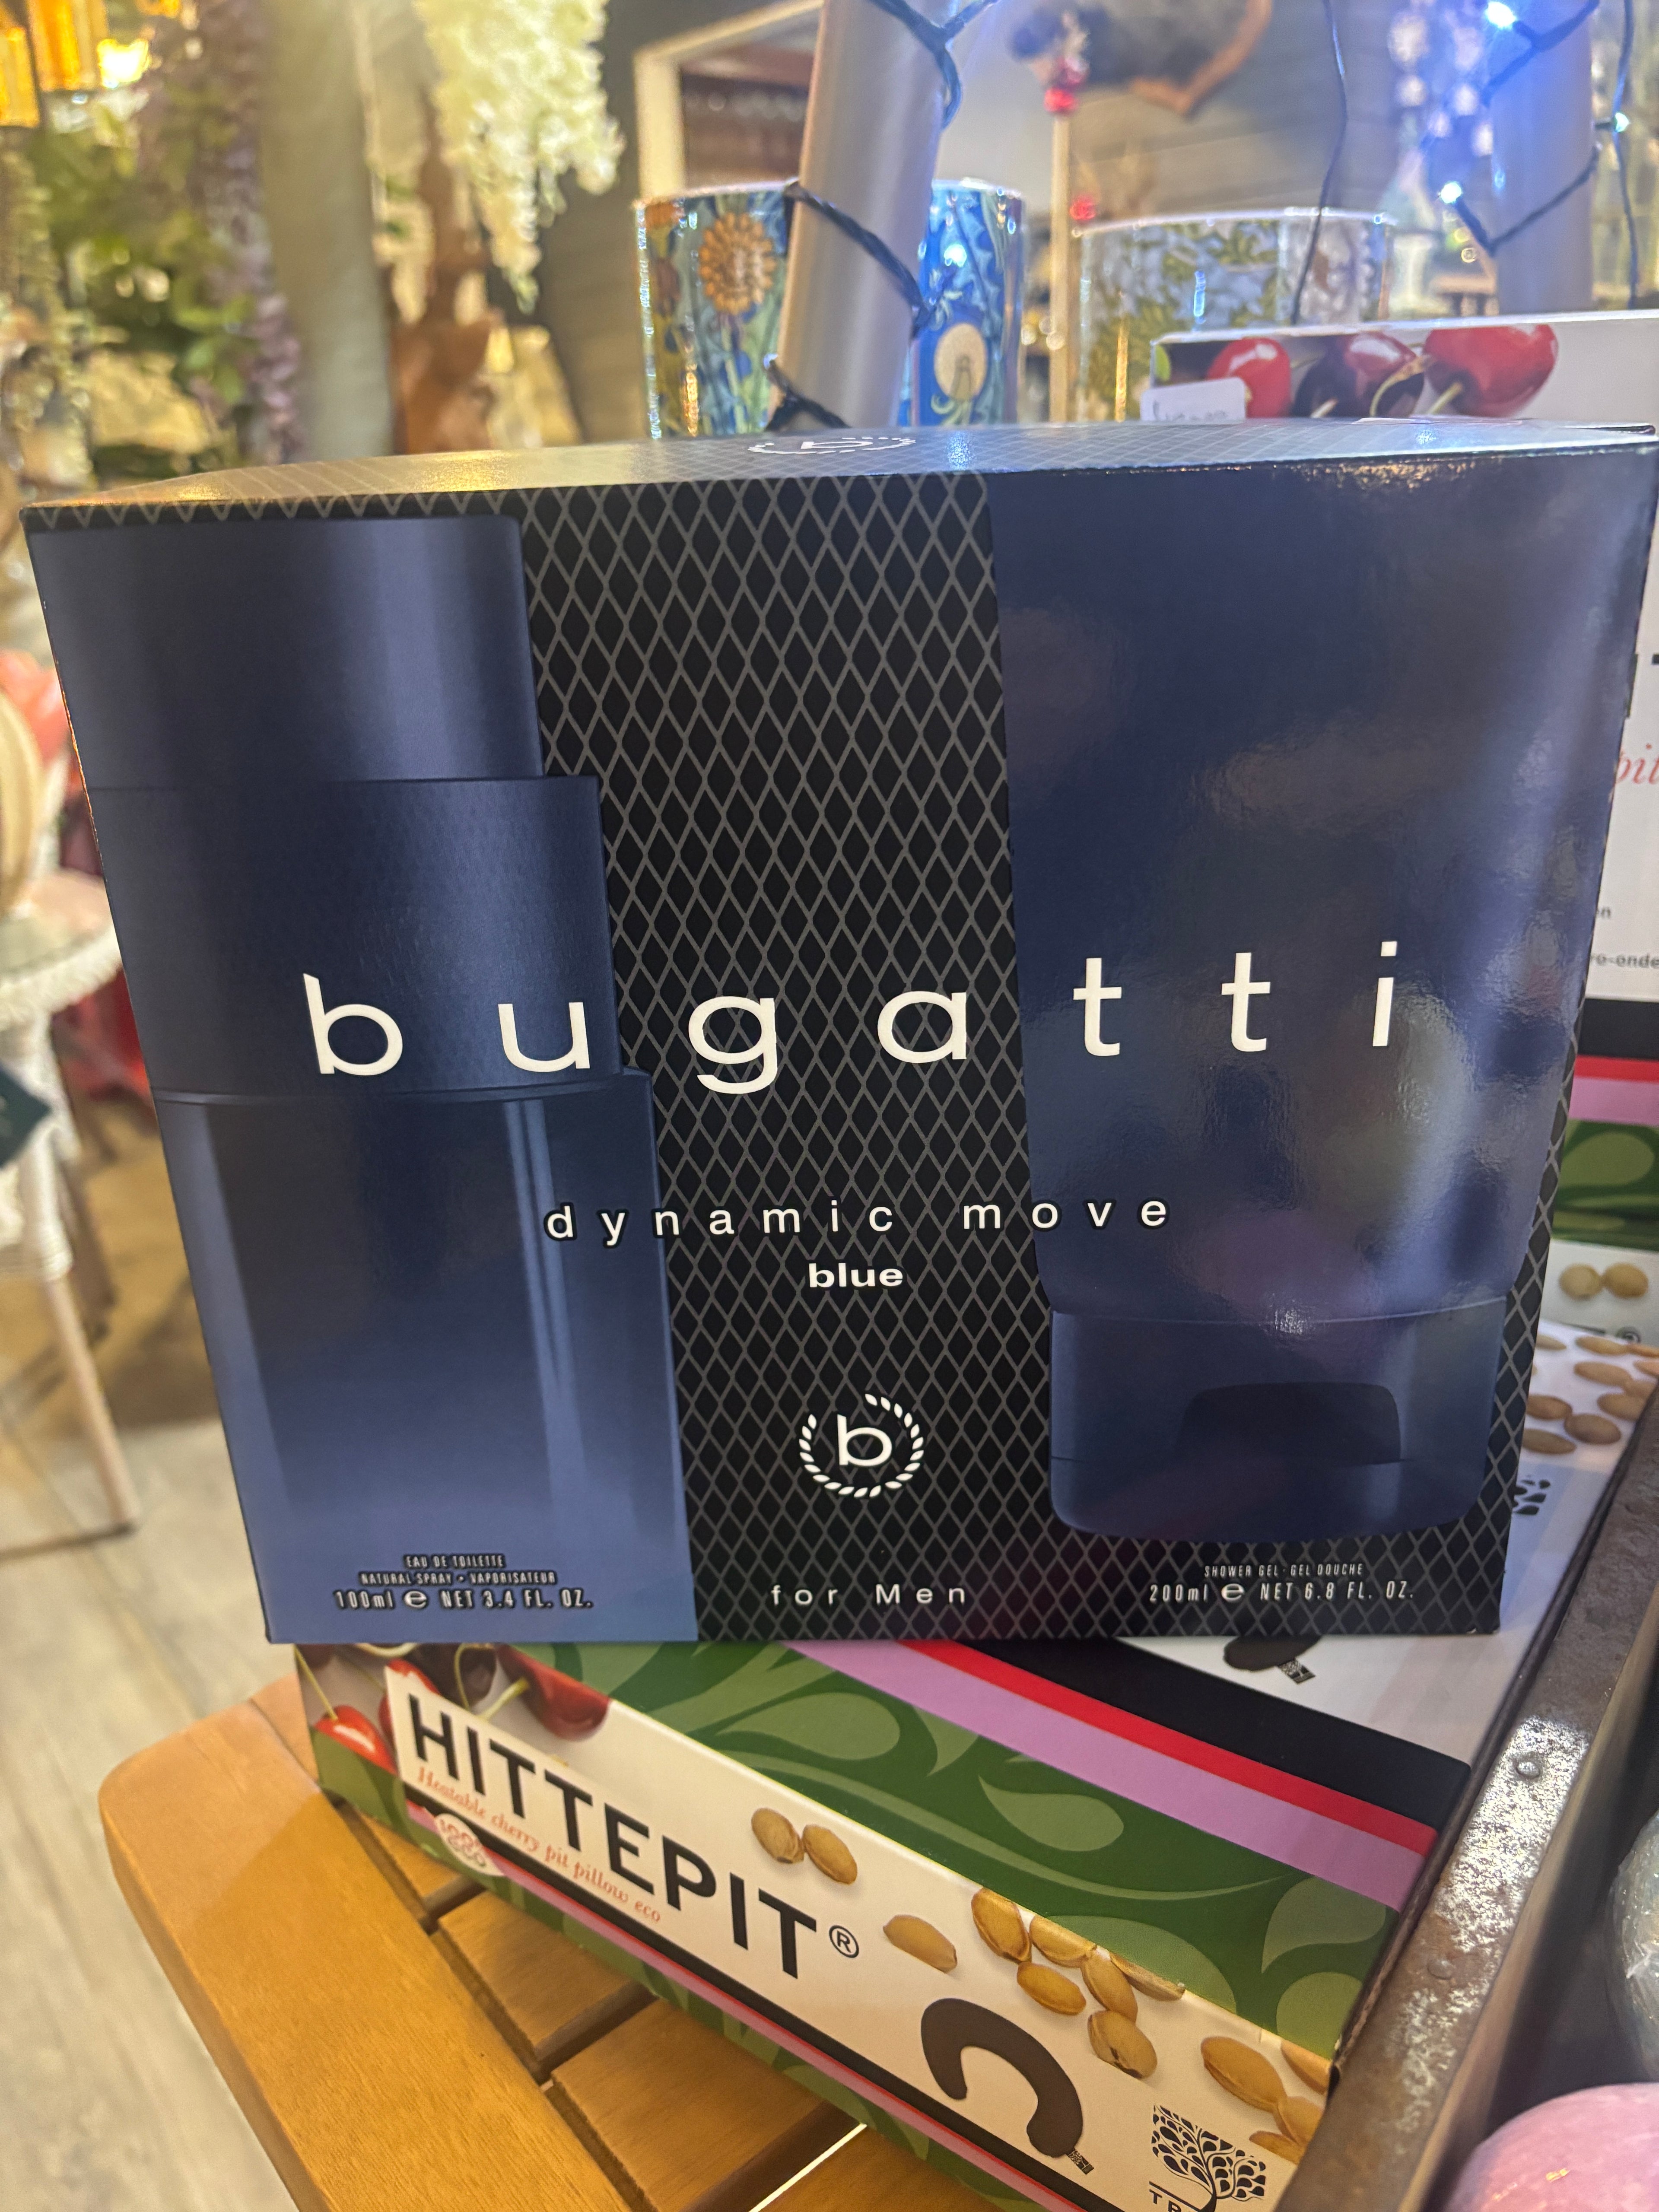 bugatti
dynamic move
blue
b
EAU DE TOILETTE
NATURAL SPRAY · VAPORISATEUR
100ml ℮ NET 3.4 FL. OZ.
for Men
SHOWER GEL · GEL DOUCHE
200ml ℮ NET 6.8 FL. OZ.
HITTEPIT®
Heatable cherry pit pillow eco